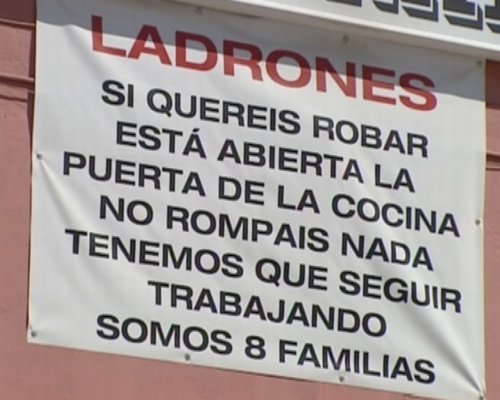 LADRONES
SI QUEREIS ROBAR
ESTÁ ABIERTA LA
PUERTA DE LA COCINA
NO ROMPAIS NADA
TENEMOS QUE SEGUIR
TRABAJANDO
SOMOS 8 FAMILIAS